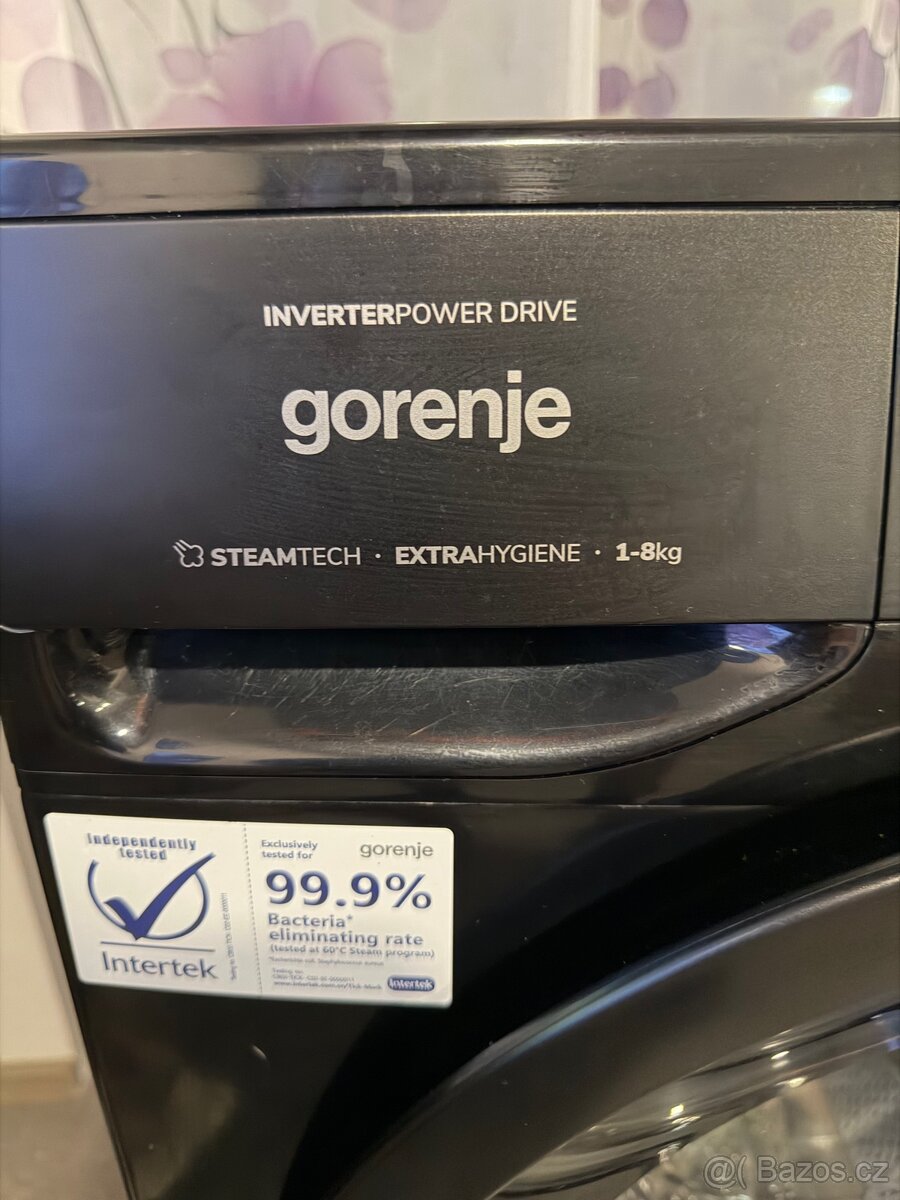 INVERTERPOWER DRIVE
gorenje
STEAMTECH · EXTRAHYGIENE · 1-8kg
Independently
tested
Intertek
Exclusively
tested for
gorenje
99.9%
Bacteria*
eliminating rate
(tested at 60°C Steam program)
Intertek
@( Bazos.cz